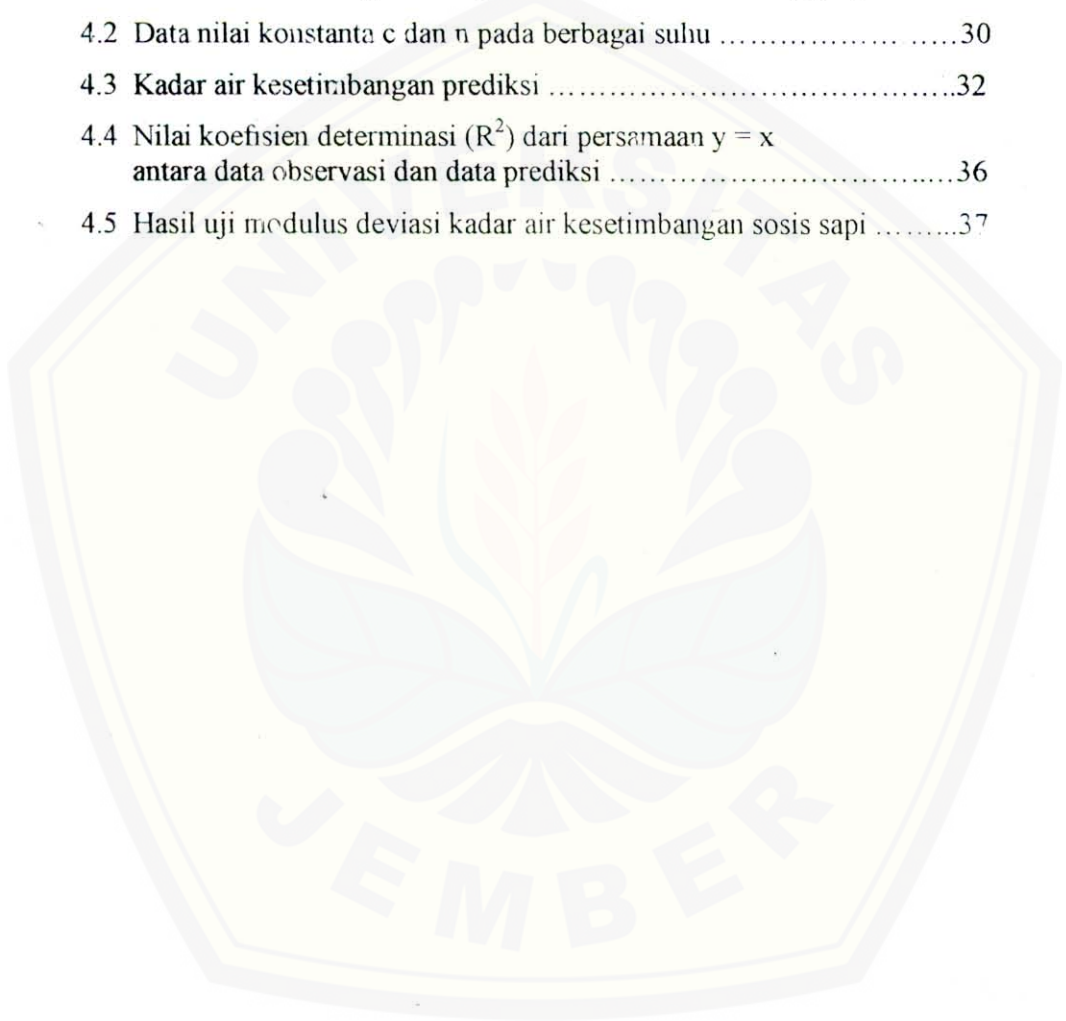 4.2 Data nilai konstanta c dan n pada berbagai suhu ........................30
4.3 Kadar air kesetimbangan prediksi ..........................................32
4.4 Nilai koefisien determinasi (R²) dari persamaan y = x
antara data observasi dan data prediksi ...................................36
4.5 Hasil uji modulus deviasi kadar air kesetimbangan sosis sapi .........37
UNIVERSITAS
JEMBER